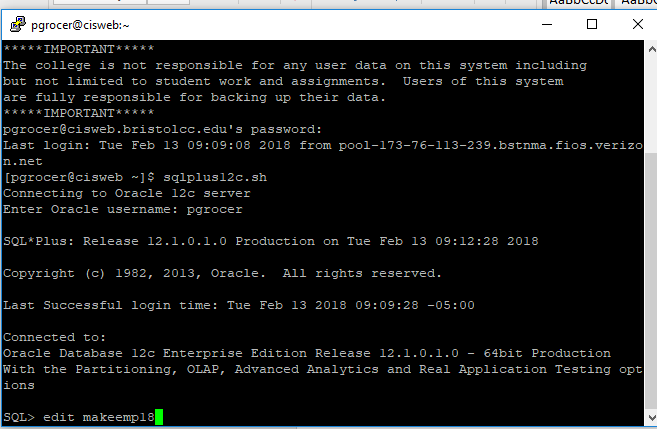 AaBbCcDc AaBbCc
pgrocer@cisweb:~
*****IMPORTANT*****
The college is not responsible for any user data on this system including
but not limited to student work and assignments.  Users of this system
are fully responsible for backing up their data.
*****IMPORTANT*****
pgrocer@cisweb.bristolcc.edu's password:
Last login: Tue Feb 13 09:09:08 2018 from pool-173-76-113-239.bstnma.fios.verizo
n.net
[pgrocer@cisweb ~]$ sqlplus12c.sh
Connecting to Oracle 12c server
Enter Oracle username: pgrocer
SQL*Plus: Release 12.1.0.1.0 Production on Tue Feb 13 09:12:28 2018
Copyright (c) 1982, 2013, Oracle.  All rights reserved.
Last Successful login time: Tue Feb 13 2018 09:09:28 -05:00
Connected to:
Oracle Database 12c Enterprise Edition Release 12.1.0.1.0 - 64bit Production
With the Partitioning, OLAP, Advanced Analytics and Real Application Testing opt
ions
SQL> edit makeemp18